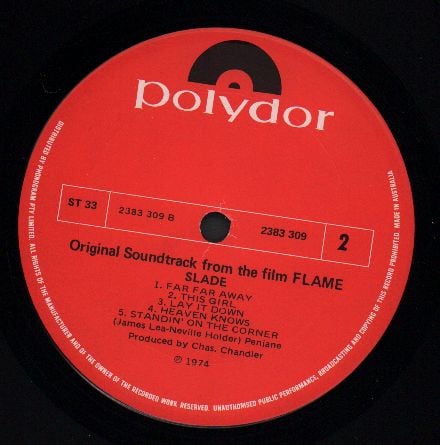 polydor
ST 33
2383 309 B
2383 309
2
Original Soundtrack from the film FLAME
SLADE
1. FAR FAR AWAY
2. THIS GIRL
3. LAY IT DOWN
4. HEAVEN KNOWS
5. STANDIN' ON THE CORNER
(James Lea-Neville Holder) Penjane
Produced by Chas. Chandler
℗ 1974
DISTRIBUTED BY PHONOGRAM PTY LIMITED. ALL RIGHTS OF THE MANUFACTURER AND OF THE OWNER OF THE RECORDED WORK RESERVED. UNAUTHORISED PUBLIC PERFORMANCE, BROADCASTING AND COPYING OF THIS RECORD PROHIBITED. MADE IN AUSTRALIA